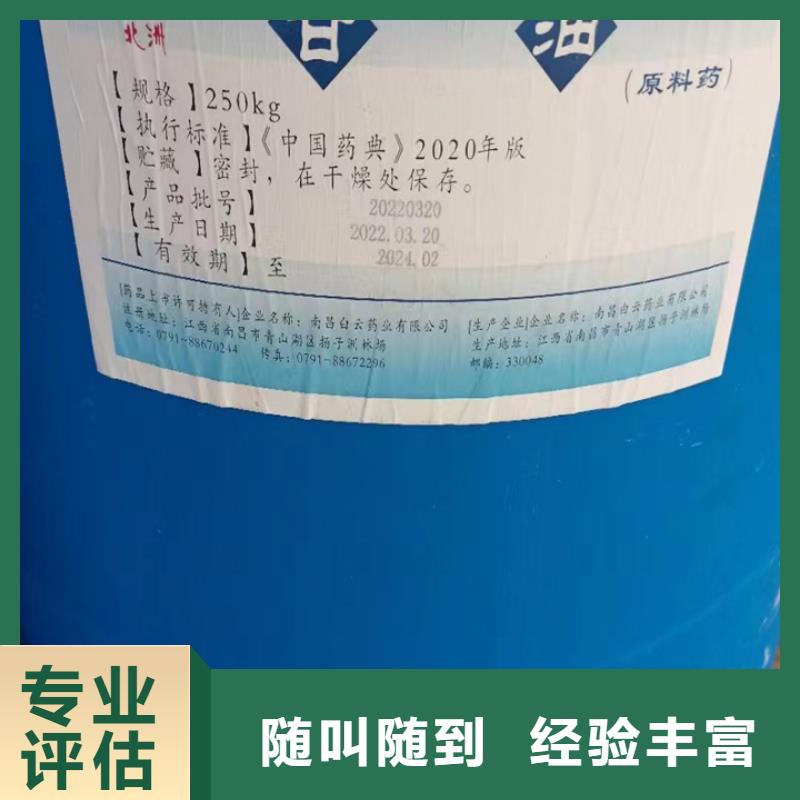 北洲
甘 油
(原料药)
【 规格 】250kg
【执行标准】《中国药典》2020年版
【贮藏 】密封，在干燥处保存。
【产品批号】 20220320
【生产日期】 2022.03.20
【 有效期】至 2024.02
[药品上市许可持有人]企业名称：南昌白云药业有限公司
注册地址：江西省南昌市青山湖区扬子洲林场
电话：0791-88670244 传真：0791-88672296
[生产企业]企业名称：南昌白云药业有限公司
生产地址：江西省南昌市青山湖区扬子洲林场
邮编：330048
专业
评估
随叫随到 经验丰富